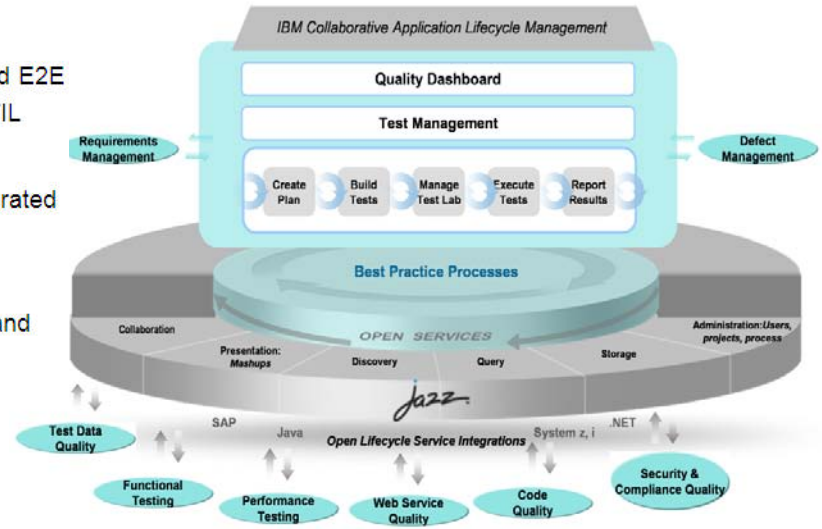 IBM Collaborative Application Lifecycle Management
d E2E
Quality Dashboard
Test Management
Requirements
Management
Defect
Management
Create
Plan
Build
Tests
Manage
Test Lab
Execute
Tests
Report
Results
rated
Best Practice Processes
and
Collaboration
OPEN SERVICES
Administration: Users,
projects, process
Presentation:
Mashups
Discovery
Query
Storage
jazz
SAP
Java
Open Lifecycle Service Integrations
System z, i
.NET
Test Data
Quality
Functional
Testing
Performance
Testing
Web Service
Quality
Code
Quality
Security &
Compliance Quality